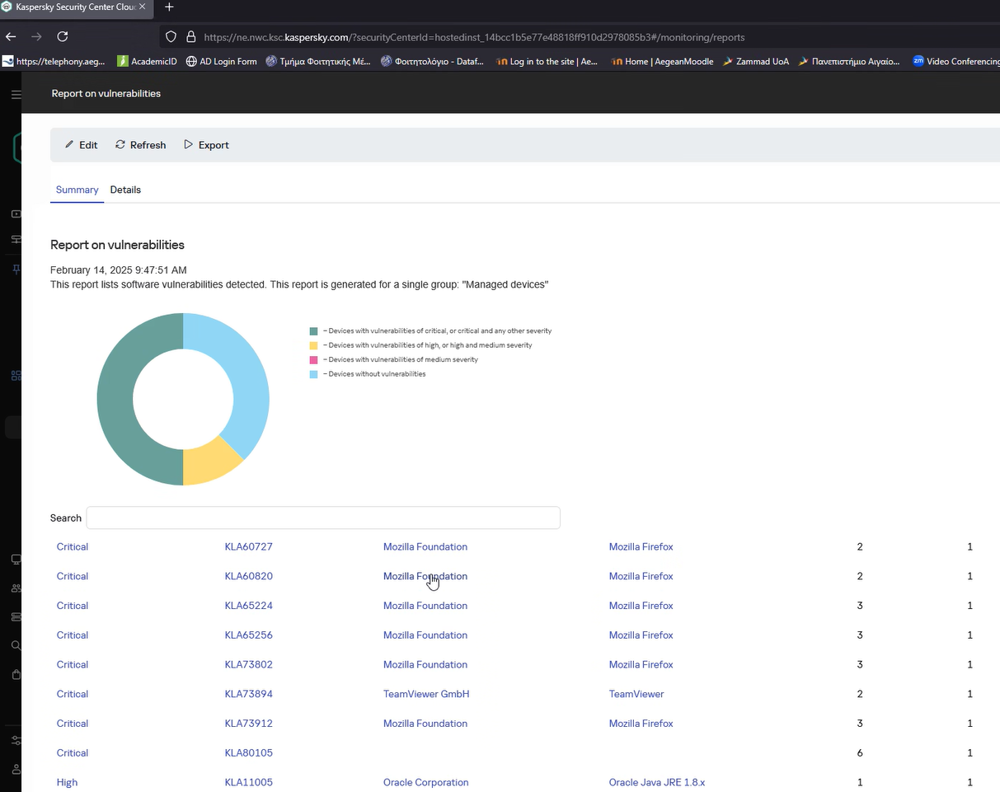 Kaspersky Security Center Clou
https://ne.nwc.ksc.kaspersky.com/?securityCenterId=hostedinst_14bcc1b5e77e48818ff910d2978085b3#/monitoring/reports
https://telephony.aeg... AcademicID AD Login Form Τμήμα Φοιτητικής Μέ... Φοιτητολόγιο - Dataf... Log in to the site | Ae... Home | AegeanMoodle Zammad UoA Πανεπιστήμιο Αιγαίο... zm Video Conferencing
Report on vulnerabilities
Edit Refresh Export
Summary Details
Report on vulnerabilities
February 14, 2025 9:47:51 AM
This report lists software vulnerabilities detected. This report is generated for a single group: "Managed devices"
– Devices with vulnerabilities of critical, or critical and any other severity
– Devices with vulnerabilities of high, or high and medium severity
– Devices with vulnerabilities of medium severity
– Devices without vulnerabilities
Search
Critical KLA60727 Mozilla Foundation Mozilla Firefox 2 1
Critical KLA60820 Mozilla Foundation Mozilla Firefox 2 1
Critical KLA65224 Mozilla Foundation Mozilla Firefox 3 1
Critical KLA65256 Mozilla Foundation Mozilla Firefox 3 1
Critical KLA73802 Mozilla Foundation Mozilla Firefox 3 1
Critical KLA73894 TeamViewer GmbH TeamViewer 2 1
Critical KLA73912 Mozilla Foundation Mozilla Firefox 3 1
Critical KLA80105 6 1
High KLA11005 Oracle Corporation Oracle Java JRE 1.8.x 1 1